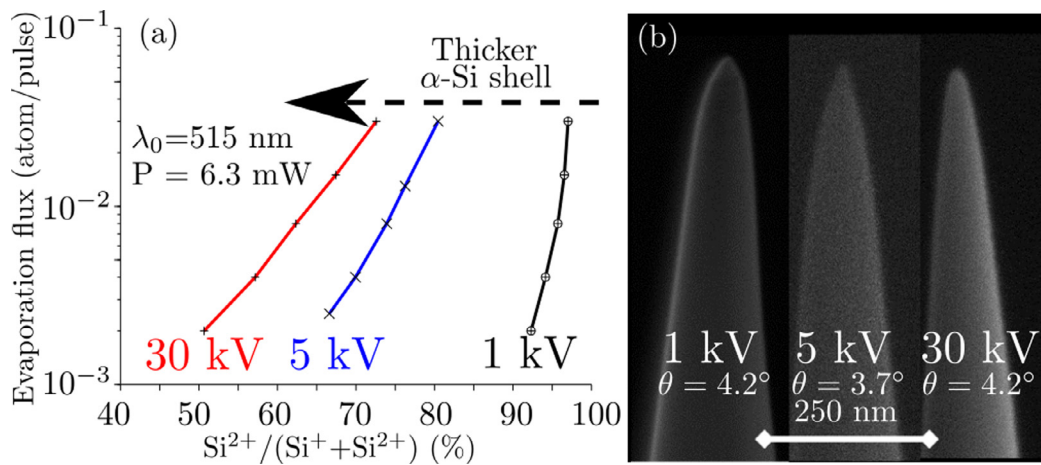 (a)
Thicker
α-Si shell
λ₀=515 nm
P = 6.3 mW
30 kV
5 kV
1 kV
Evaporation flux (atom/pulse)
10⁻¹
10⁻²
10⁻³
40 50 60 70 80 90 100
Si²⁺/(Si⁺+Si²⁺) (%)
(b)
1 kV
θ = 4.2°
5 kV
θ = 3.7°
250 nm
30 kV
θ = 4.2°